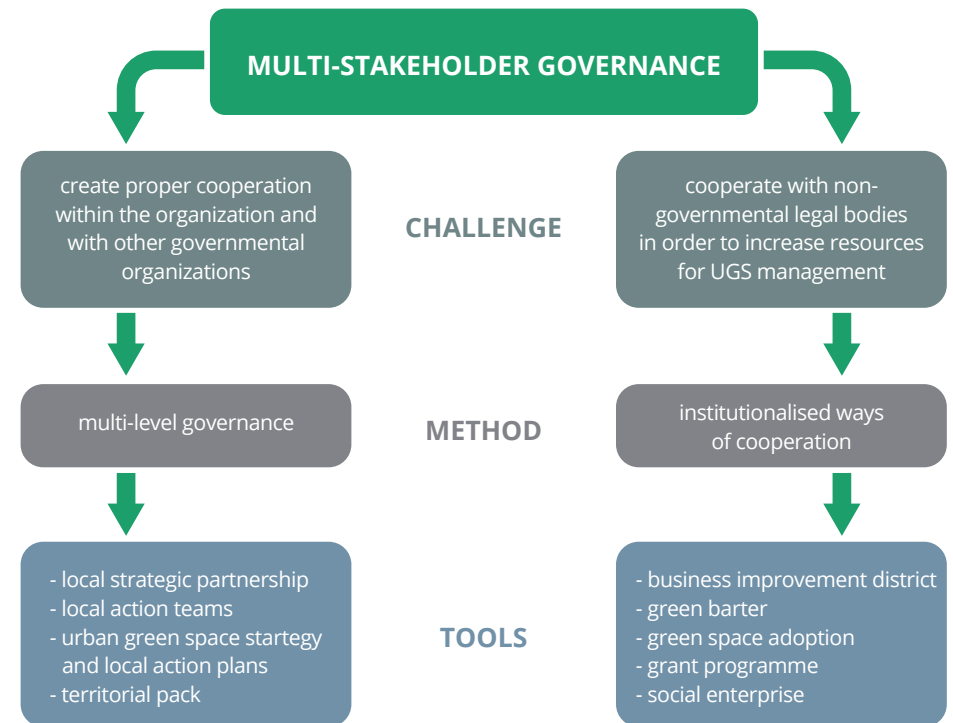 MULTI-STAKEHOLDER GOVERNANCE
create proper cooperation
within the organization and
with other governmental
organizations
CHALLENGE
cooperate with non-
governmental legal bodies
in order to increase resources
for UGS management
multi-level governance
METHOD
institutionalised ways
of cooperation
- local strategic partnership
- local action teams
- urban green space startegy
and local action plans
- territorial pack
TOOLS
- business improvement district
- green barter
- green space adoption
- grant programme
- social enterprise